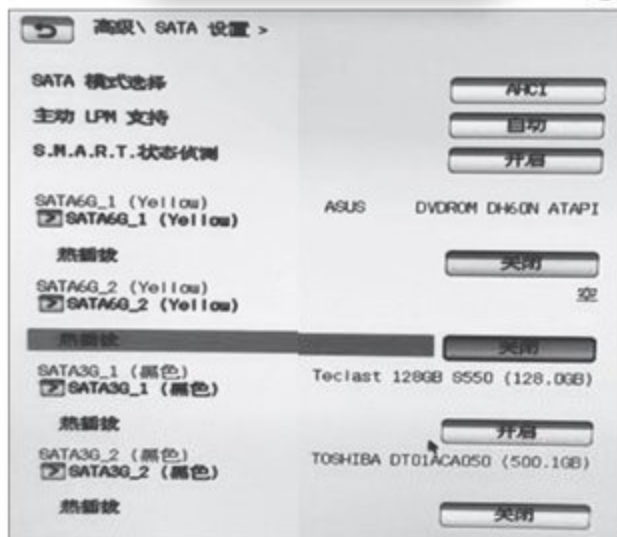 高级\ SATA 设置 >
SATA 模式选择 AHCI
主动 LPM 支持 自动
S.M.A.R.T.状态侦测 开启
SATA6G_1 (Yellow) ASUS DVDROM DH60N ATAPI
SATA6G_1 (Yellow)
热插拔 关闭
SATA6G_2 (Yellow) 空
SATA6G_2 (Yellow)
热插拔 关闭
SATA3G_1 (黑色) Teclast 128GB S550 (128.0GB)
SATA3G_1 (黑色)
热插拔 开启
SATA3G_2 (黑色) TOSHIBA DT01ACA050 (500.1GB)
SATA3G_2 (黑色)
热插拔 关闭